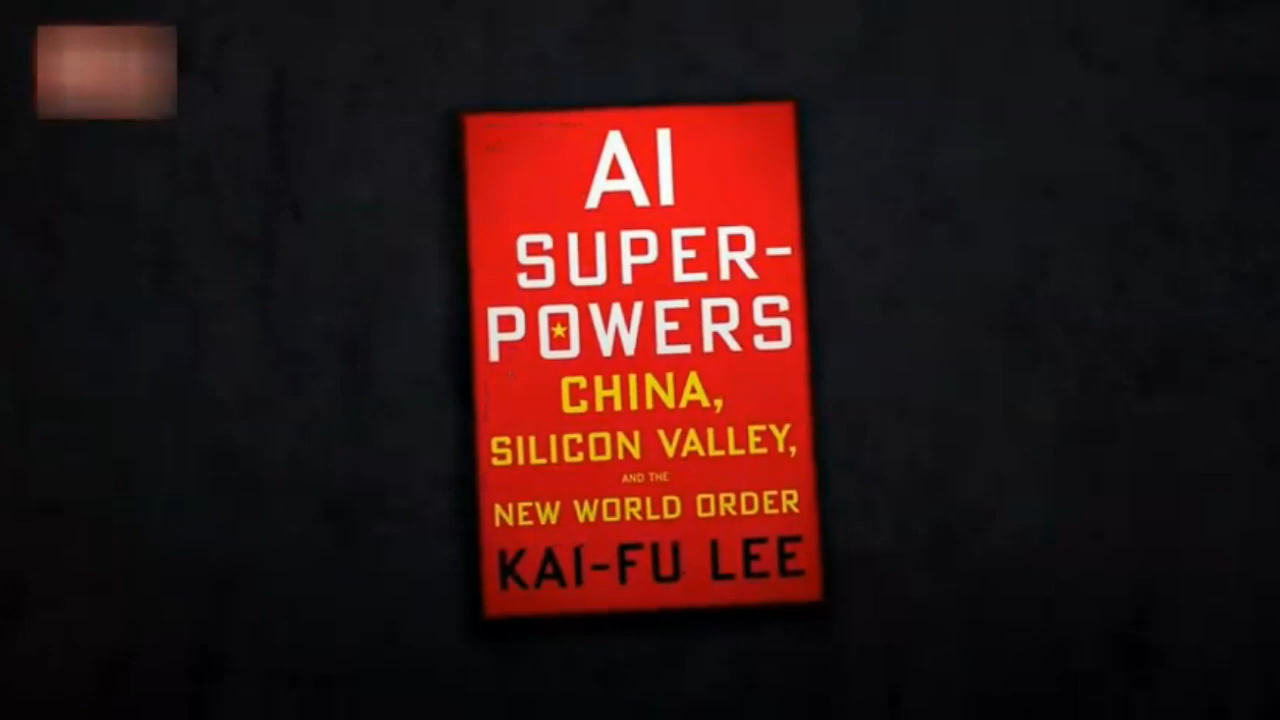 AI
SUPER-
POWERS
CHINA,
SILICON VALLEY,
AND THE
NEW WORLD ORDER
KAI-FU LEE